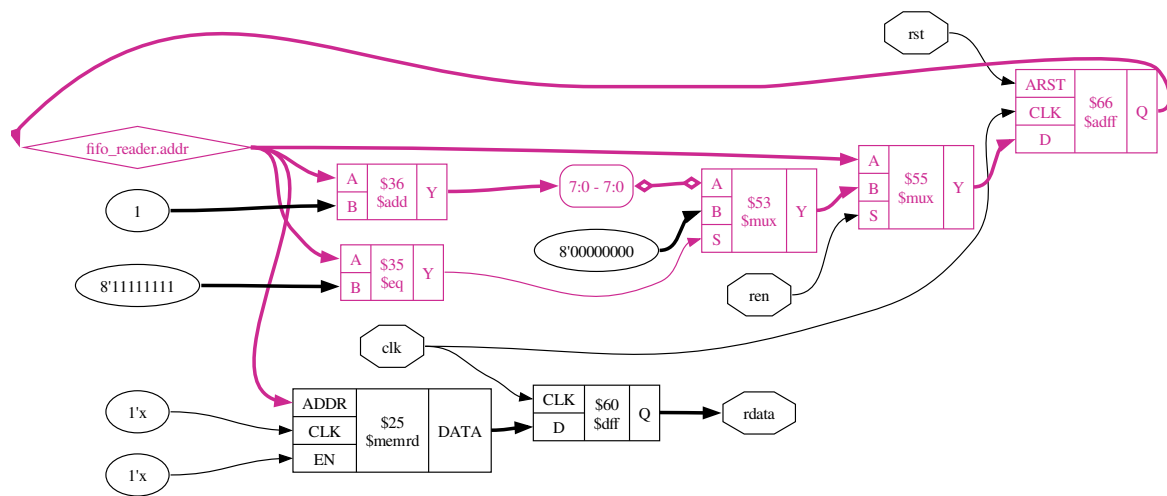 rst
ARST
CLK
D
$66
$adff
Q
fifo_reader.addr
A
B
$36
$add
Y
7:0 - 7:0
A
B
S
$53
$mux
Y
A
B
S
$55
$mux
Y
1
8'00000000
A
B
$35
$eq
Y
8'11111111
ren
clk
1'x
1'x
ADDR
CLK
EN
$25
$memrd
DATA
CLK
D
$60
$dff
Q
rdata